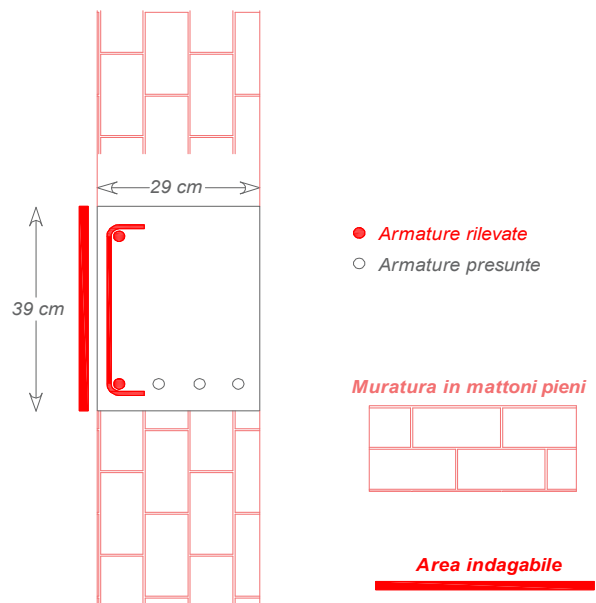 29 cm
39 cm
Armature rilevate
Armature presunte
Muratura in mattoni pieni
Area indagabile